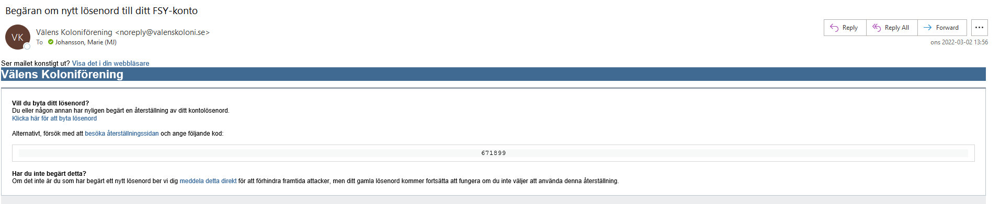 Begäran om nytt lösenord till ditt FSY-konto
VK
Välens Koloniförening <noreply@valenskoloni.se>
To Johansson, Marie (MJ)
Reply
Reply All
Forward
ons 2022-03-02 13:56
Ser mailet konstigt ut? Visa det i din webbläsare
Välens Koloniförening
Vill du byta ditt lösenord?
Du eller någon annan har nyligen begärt en återställning av ditt kontolösenord.
Klicka här för att byta lösenord
Alternativt, försök med att besöka återställningssidan och ange följande kod:
671899
Har du inte begärt detta?
Om det inte är du som har begärt ett nytt lösenord ber vi dig meddela detta direkt för att förhindra framtida attacker, men ditt gamla lösenord kommer fortsätta att fungera om du inte väljer att använda denna återställning.